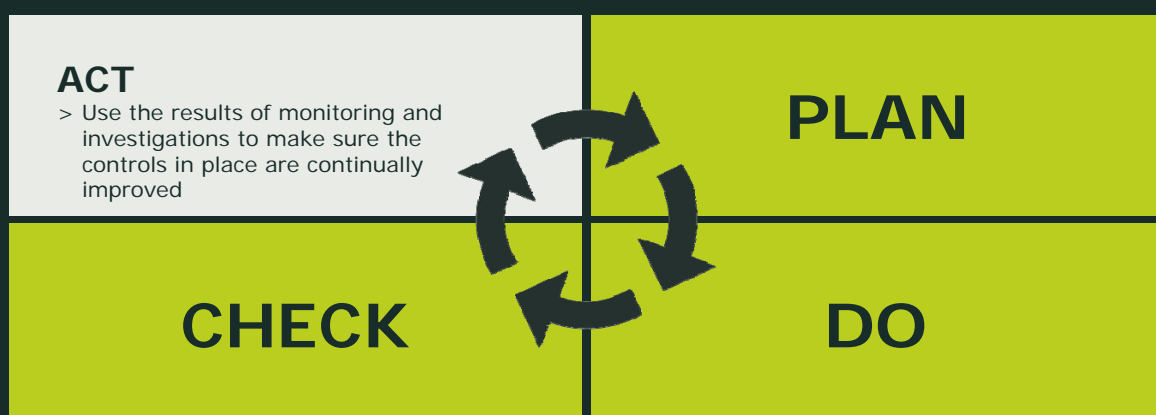 ACT
> Use the results of monitoring and
investigations to make sure the
controls in place are continually
improved
PLAN
CHECK
DO